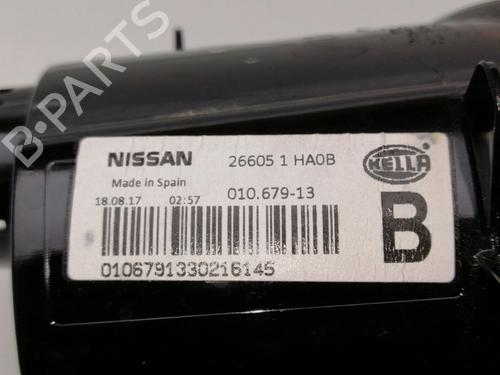 B-PARTS
NISSAN 26605 1 HA0B HELLA
Made in Spain 010.679-13
18.08.17 02:57 B
0106791330216145